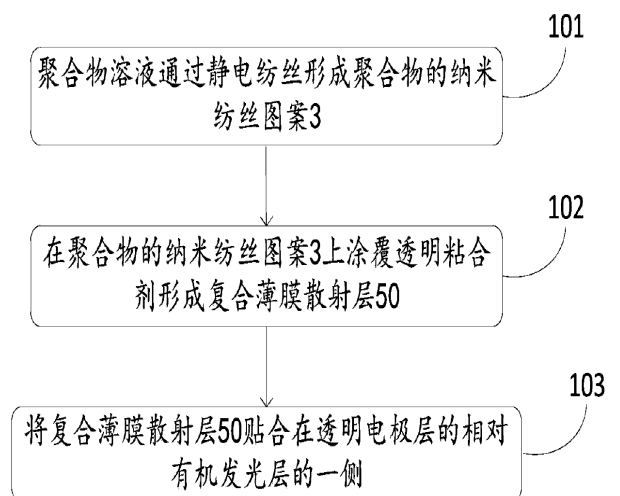 101
聚合物溶液通过静电纺丝形成聚合物的纳米
纺丝图案3
102
在聚合物的纳米纺丝图案3上涂覆透明粘合
剂形成复合薄膜散射层50
103
将复合薄膜散射层50贴合在透明电极层的相对
有机发光层的一侧